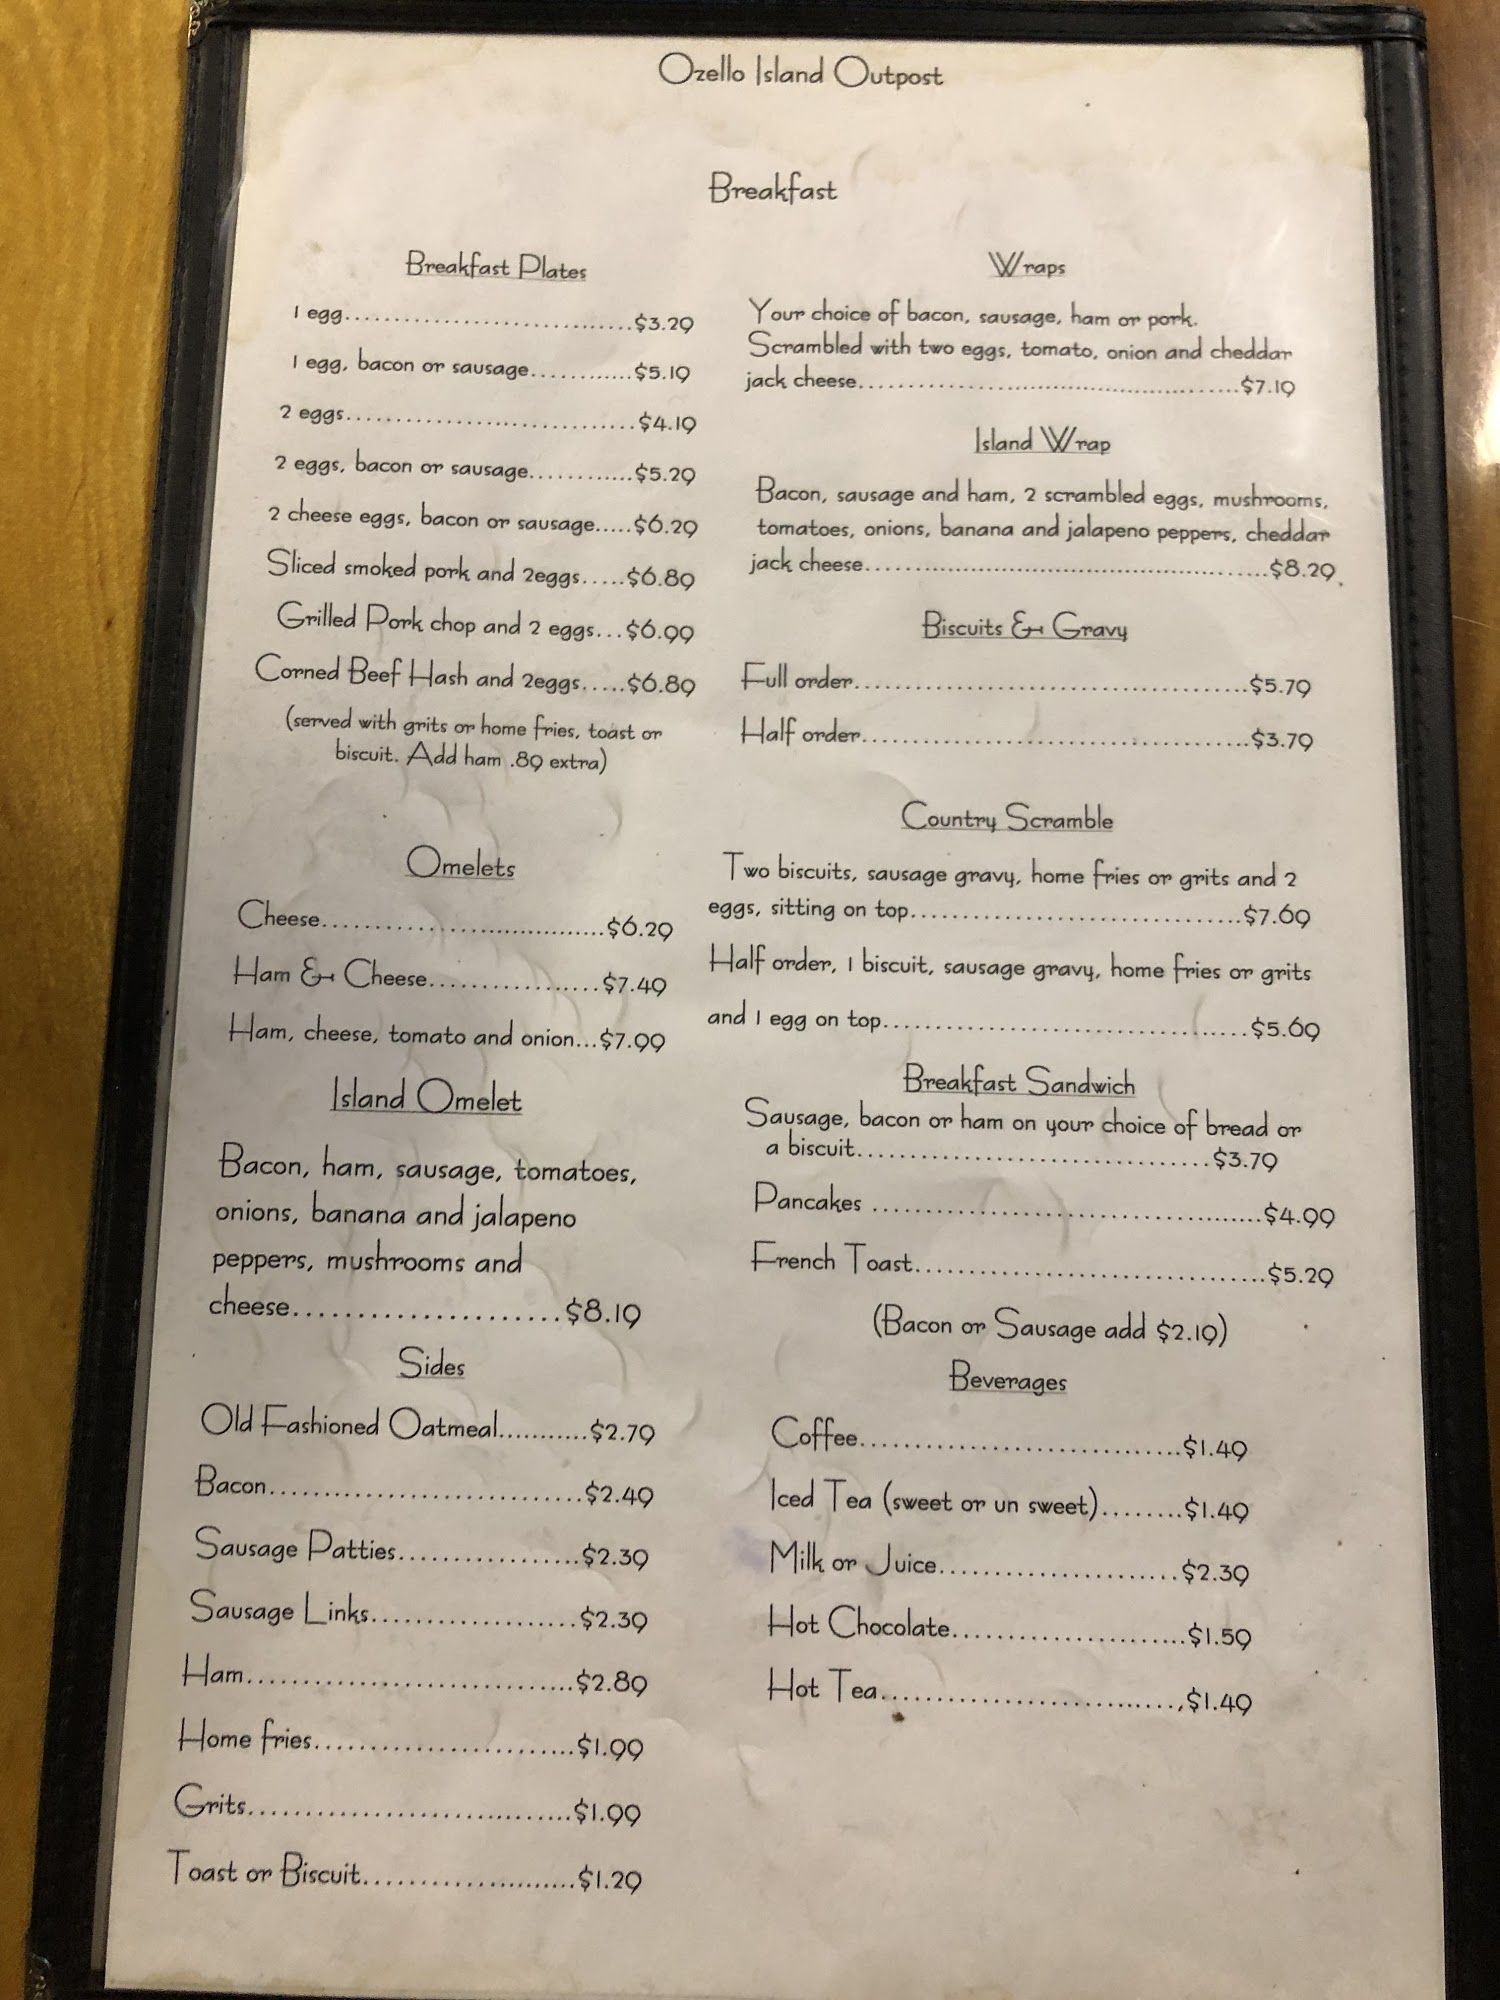 Ozello Island Outpost
Breakfast
Breakfast Plates
1 egg.............................$3.29
1 egg, bacon or sausage............$5.19
2 eggs..............................$4.19
2 eggs, bacon or sausage...........$5.29
2 cheese eggs, bacon or sausage.....$6.29
Sliced smoked pork and 2eggs.....$6.89
Grilled Pork chop and 2 eggs...$6.99
Corned Beef Hash and 2eggs.....$6.89
(served with grits or home fries, toast or
biscuit. Add ham .89 extra)
Omelets
Cheese..............................$6.29
Ham & Cheese.................$7.49
Ham, cheese, tomato and onion...$7.99
Island Omelet
Bacon, ham, sausage, tomatoes,
onions, banana and jalapeno
peppers, mushrooms and
cheese......................$8.19
Sides
Old Fashioned Oatmeal...........$2.79
Bacon..............................$2.49
Sausage Patties..................$2.39
Sausage Links....................$2.39
Ham................................$2.89
Home fries.........................$1.99
Grits...............................$1.99
Toast or Biscuit......................$1.29
Wraps
Your choice of bacon, sausage, ham or pork.
Scrambled with two eggs, tomato, onion and cheddar
jack cheese........................................$7.19
Island Wrap
Bacon, sausage and ham, 2 scrambled eggs, mushrooms,
tomatoes, onions, banana and jalapeno peppers, cheddar
jack cheese..........................................$8.29
Biscuits & Gravy
Full order.......................................$5.79
Half order.......................................$3.79
Country Scramble
Two biscuits, sausage gravy, home fries or grits and 2
eggs, sitting on top.................................$7.69
Half order, 1 biscuit, sausage gravy, home fries or grits
and 1 egg on top....................................$5.69
Breakfast Sandwich
Sausage, bacon or ham on your choice of bread or
a biscuit....................................$3.79
Pancakes .......................................$4.99
French Toast...................................$5.29
(Bacon or Sausage add $2.19)
Beverages
Coffee................................$1.49
Iced Tea (sweet or un sweet)........$1.49
Milk or Juice........................$2.39
Hot Chocolate.......................$1.59
Hot Tea.............................,$1.49